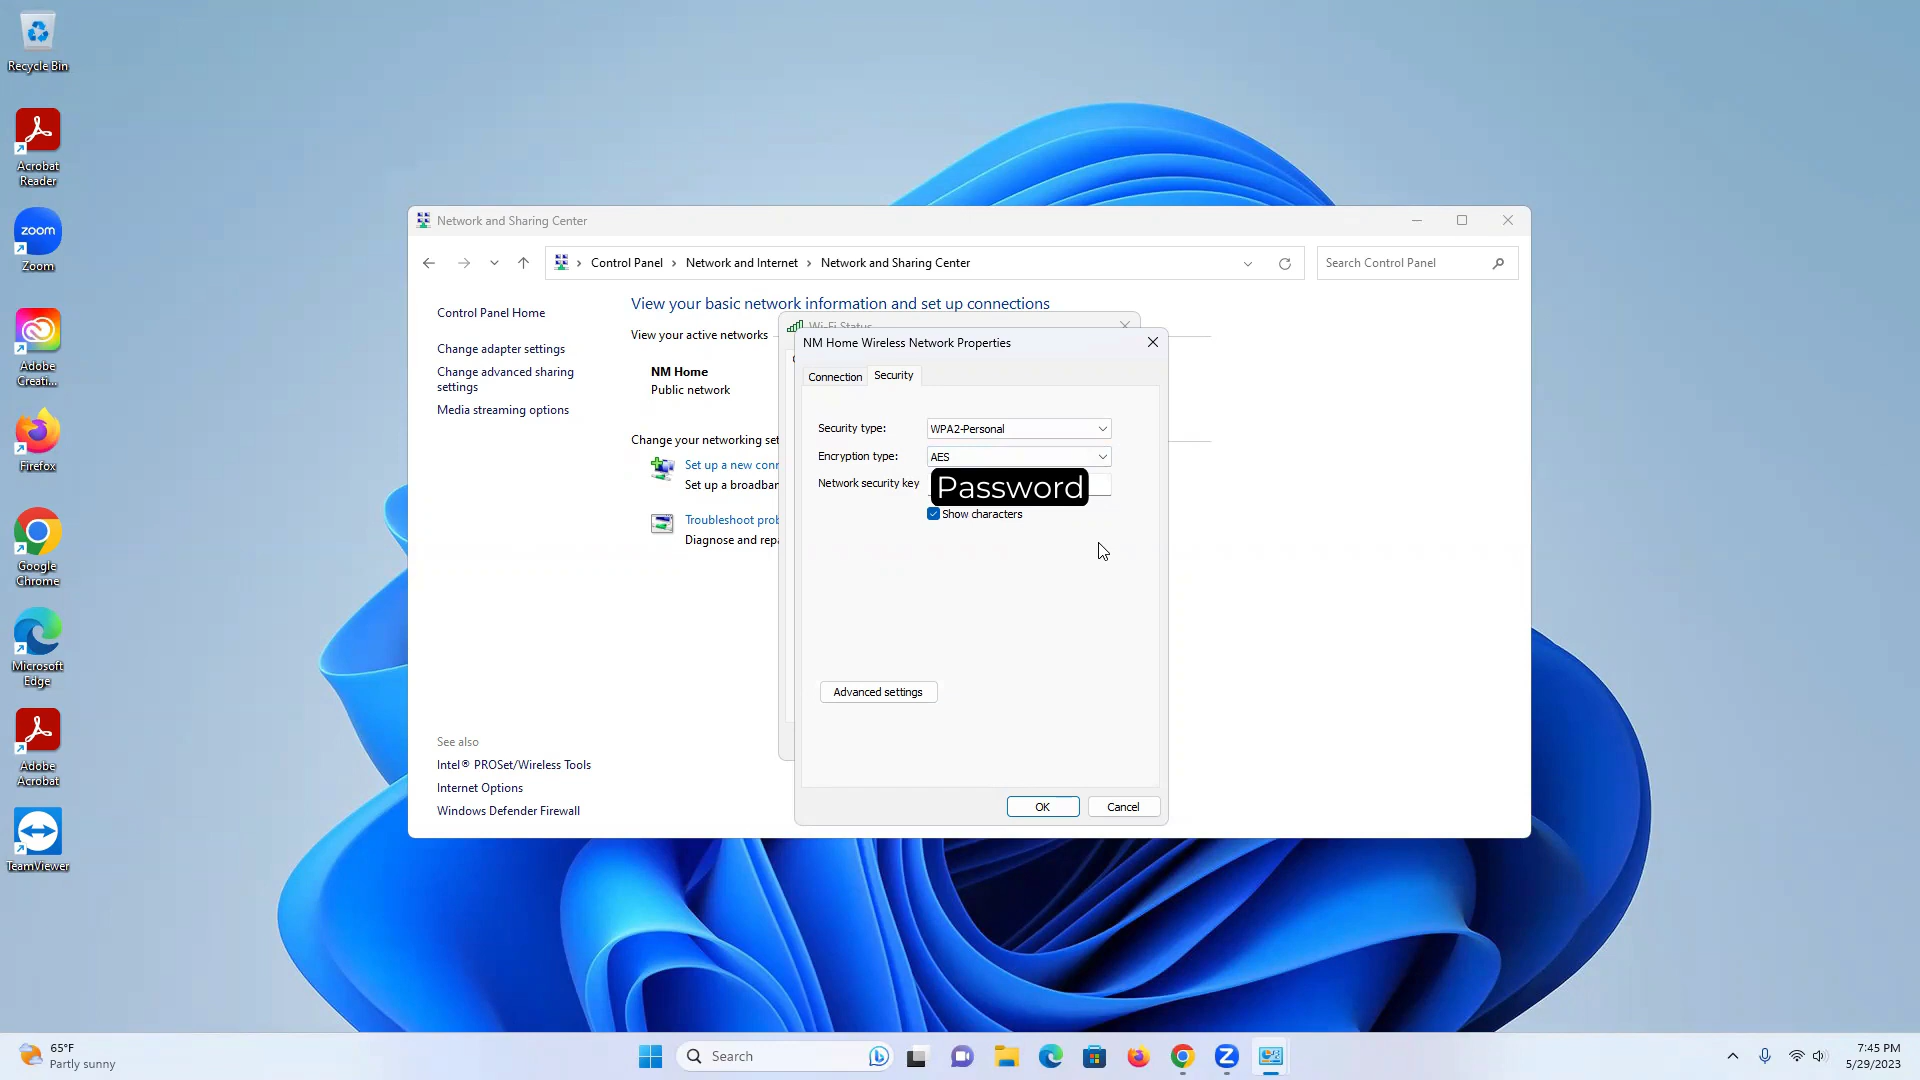 Recycle Bin
Acrobat
Reader
zoom
Zoom
Adobe
Creati...
Firefox
Google
Chrome
Microsoft
Edge
Adobe
Acrobat
TeamViewer
Network and Sharing Center
Control Panel
Network and Internet
Network and Sharing Center
Search Control Panel
Control Panel Home
Change adapter settings
Change advanced sharing
settings
Media streaming options
See also
Intel® PROSet/Wireless Tools
Internet Options
Windows Defender Firewall
View your basic network information and set up connections
View your active networks
NM Home
Public network
Change your networking set
Set up a new conn
Set up a broadban
Troubleshoot prob
Diagnose and repa
Wi-Fi Status
NM Home Wireless Network Properties
Connection
Security
Security type:
WPA2-Personal
Encryption type:
AES
Network security key
Password
Show characters
Advanced settings
OK
Cancel
65°F
Partly sunny
Search
7:45 PM
5/29/2023